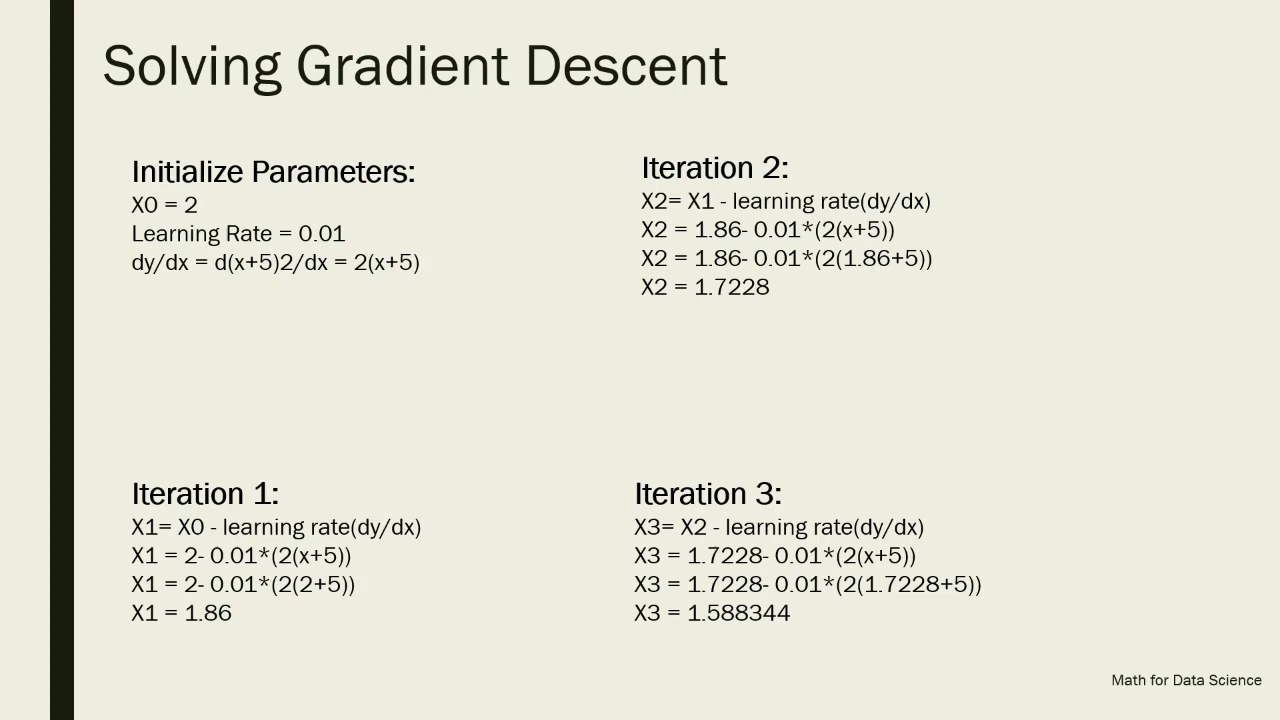 Solving Gradient Descent
Initialize Parameters:
X0 = 2
Learning Rate = 0.01
dy/dx = d(x+5)2/dx = 2(x+5)
Iteration 1:
X1= X0 - learning rate(dy/dx)
X1 = 2- 0.01*(2(x+5))
X1 = 2- 0.01*(2(2+5))
X1 = 1.86
Iteration 2:
X2= X1 - learning rate(dy/dx)
X2 = 1.86- 0.01*(2(x+5))
X2 = 1.86- 0.01*(2(1.86+5))
X2 = 1.7228
Iteration 3:
X3= X2 - learning rate(dy/dx)
X3 = 1.7228- 0.01*(2(x+5))
X3 = 1.7228- 0.01*(2(1.7228+5))
X3 = 1.588344
Math for Data Science